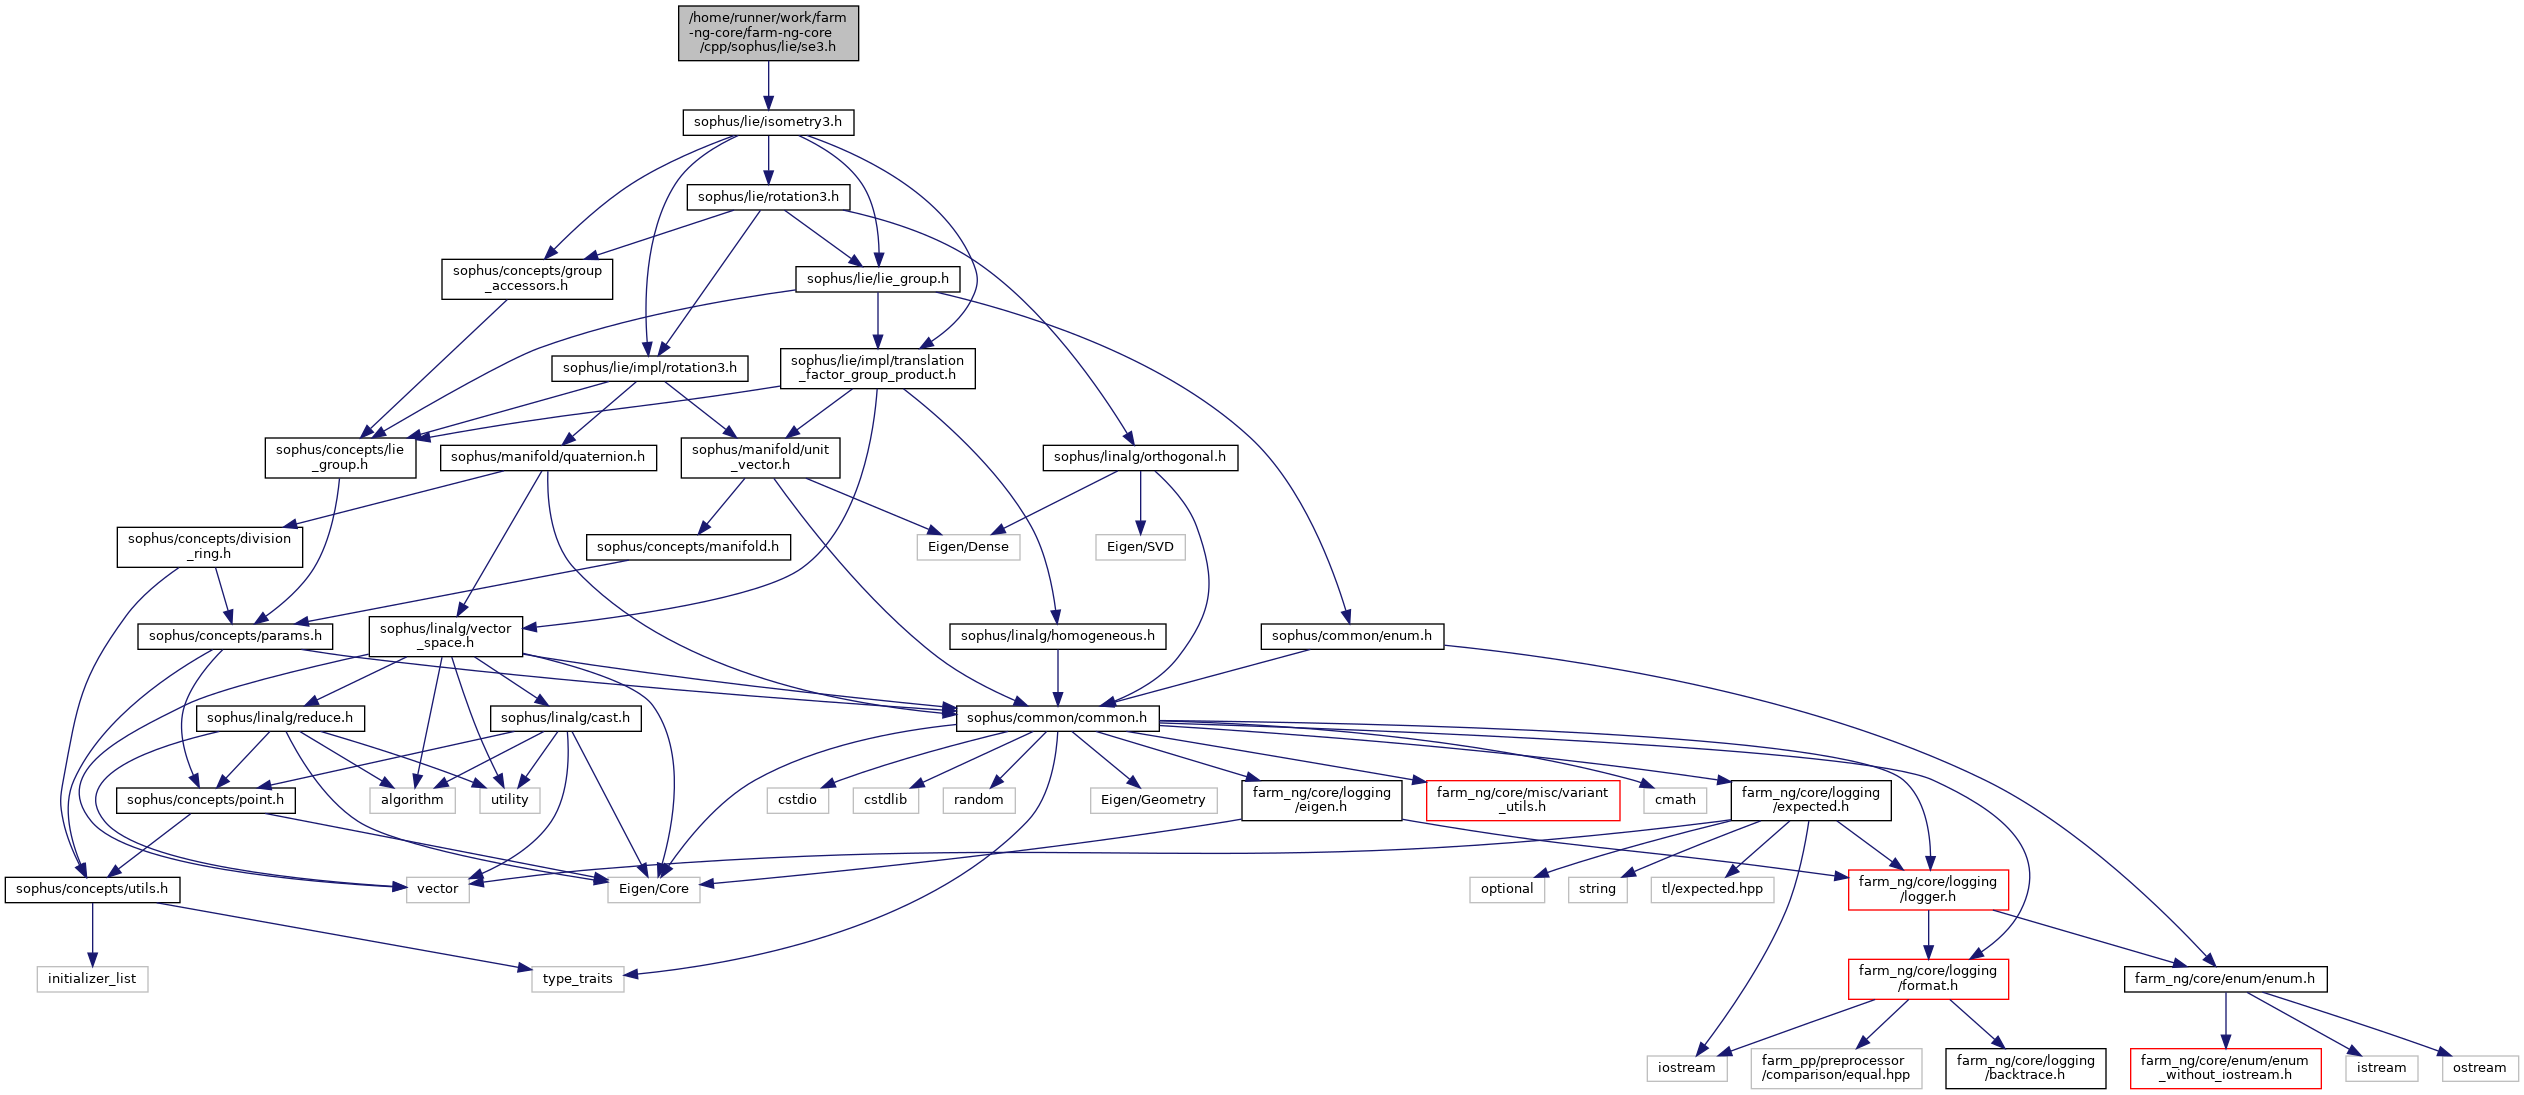 /home/runner/work/farm
-ng-core/farm-ng-core
/cpp/sophus/lie/se3.h
sophus/lie/isometry3.h
sophus/lie/rotation3.h
sophus/concepts/group
_accessors.h
sophus/lie/lie_group.h
sophus/lie/impl/rotation3.h
sophus/lie/impl/translation
_factor_group_product.h
sophus/concepts/lie
_group.h
sophus/manifold/quaternion.h
sophus/manifold/unit
_vector.h
sophus/linalg/orthogonal.h
sophus/concepts/division
_ring.h
sophus/concepts/manifold.h
Eigen/Dense
Eigen/SVD
sophus/concepts/params.h
sophus/linalg/vector
_space.h
sophus/linalg/homogeneous.h
sophus/common/enum.h
sophus/linalg/reduce.h
sophus/linalg/cast.h
sophus/common/common.h
sophus/concepts/point.h
algorithm
utility
cstdio
cstdlib
random
Eigen/Geometry
farm_ng/core/logging
/eigen.h
farm_ng/core/misc/variant
_utils.h
cmath
farm_ng/core/logging
/expected.h
sophus/concepts/utils.h
vector
Eigen/Core
optional
string
tl/expected.hpp
farm_ng/core/logging
/logger.h
initializer_list
type_traits
farm_ng/core/logging
/format.h
farm_ng/core/enum/enum.h
iostream
farm_pp/preprocessor
/comparison/equal.hpp
farm_ng/core/logging
/backtrace.h
farm_ng/core/enum/enum
_without_iostream.h
istream
ostream